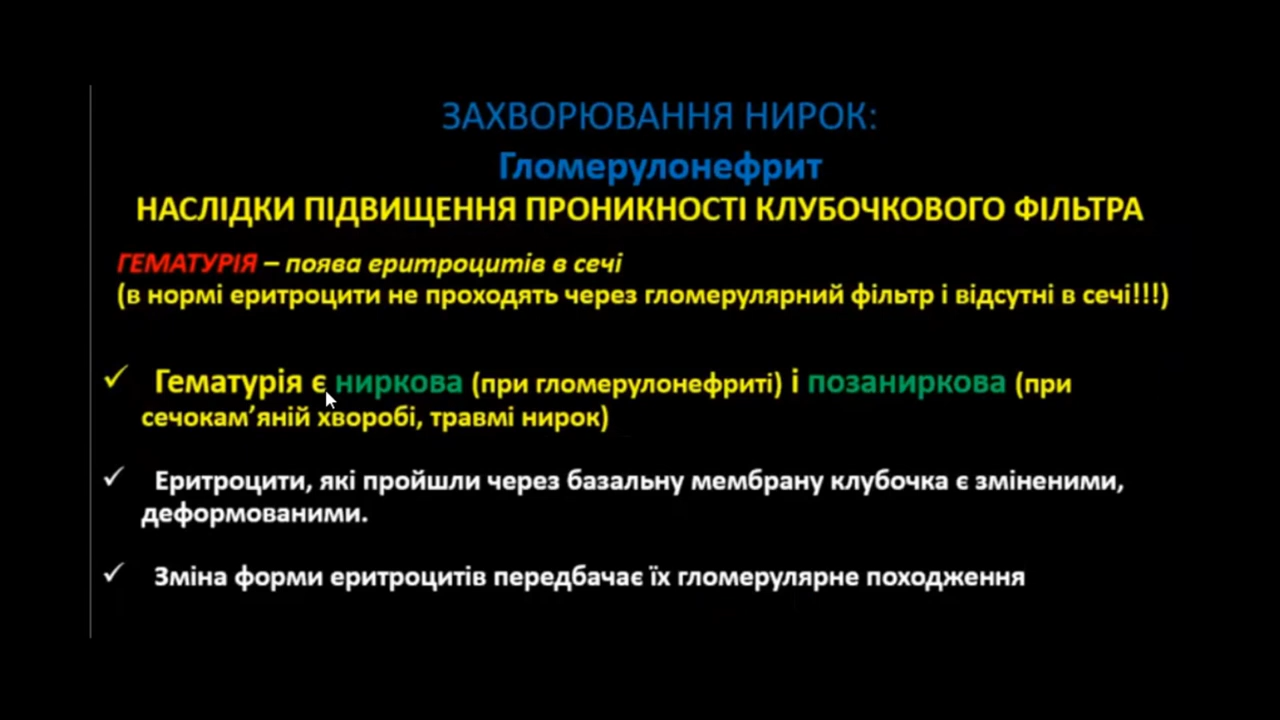 ЗАХВОРЮВАННЯ НИРОК:
Гломерулонефрит
НАСЛІДКИ ПІДВИЩЕННЯ ПРОНИКНОСТІ КЛУБОЧКОВОГО ФІЛЬТРА
ГЕМАТУРІЯ – поява еритроцитів в сечі
(в нормі еритроцити не проходять через гломерулярний фільтр і відсутні в сечі!!!)
✓ Гематурія є ниркова (при гломерулонефриті) і позаниркова (при
сечокам’яній хворобі, травмі нирок)
✓ Еритроцити, які пройшли через базальну мембрану клубочка є зміненими,
деформованими.
✓ Зміна форми еритроцитів передбачає їх гломерулярне походження